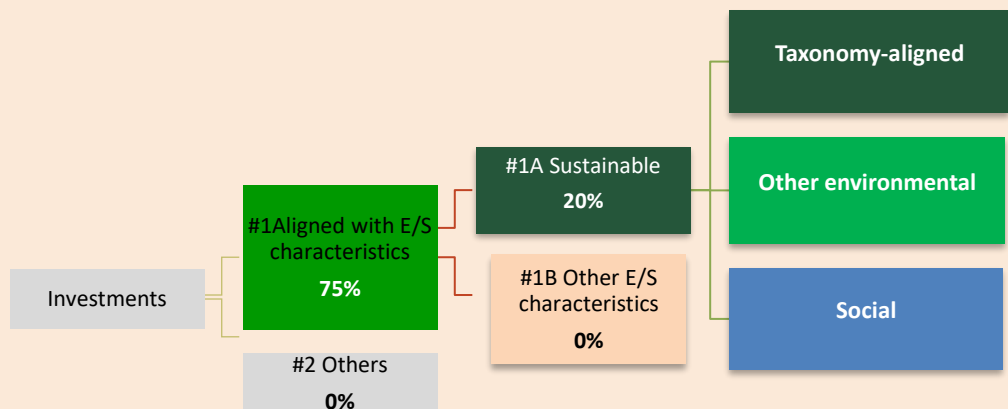 Taxonomy-aligned
#1A Sustainable
20%
Other environmental
#1Aligned with E/S
characteristics
75%
Investments
#1B Other E/S
characteristics
0%
Social
#2 Others
0%